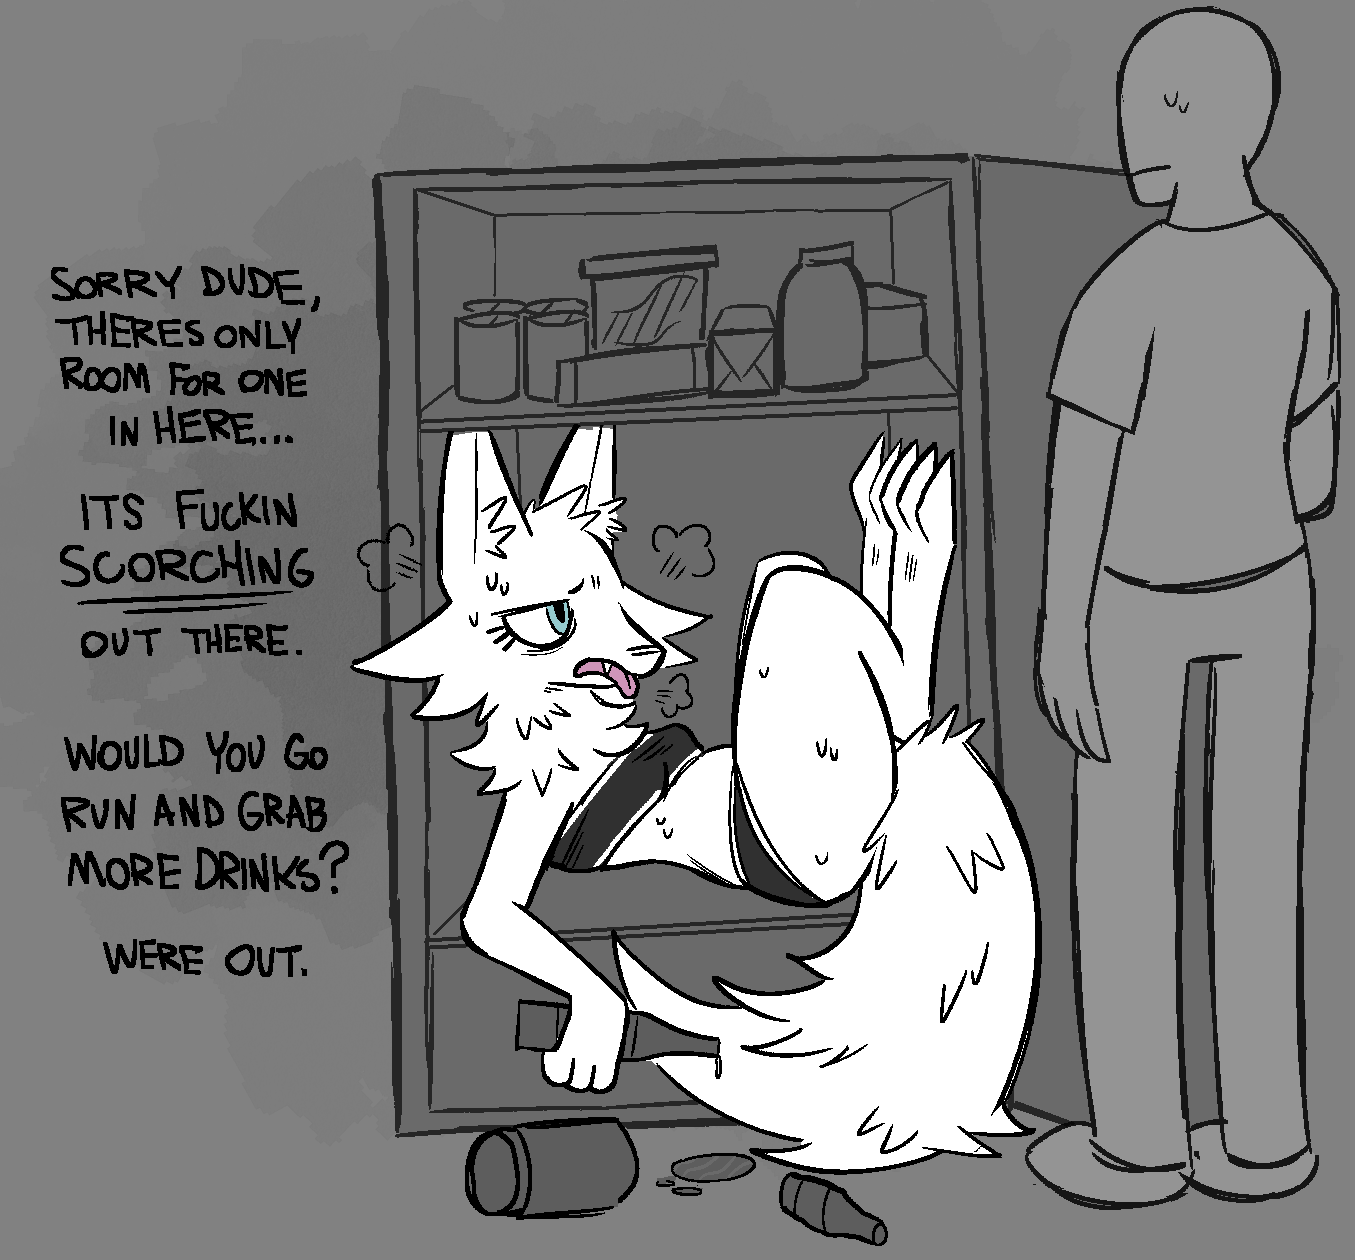 SORRY DUDE,
THERES ONLY
ROOM FOR ONE
IN HERE...
ITS FUCKIN
SCORCHING
OUT THERE.
WOULD YOU GO
RUN AND GRAB
MORE DRINKS?
WERE OUT.